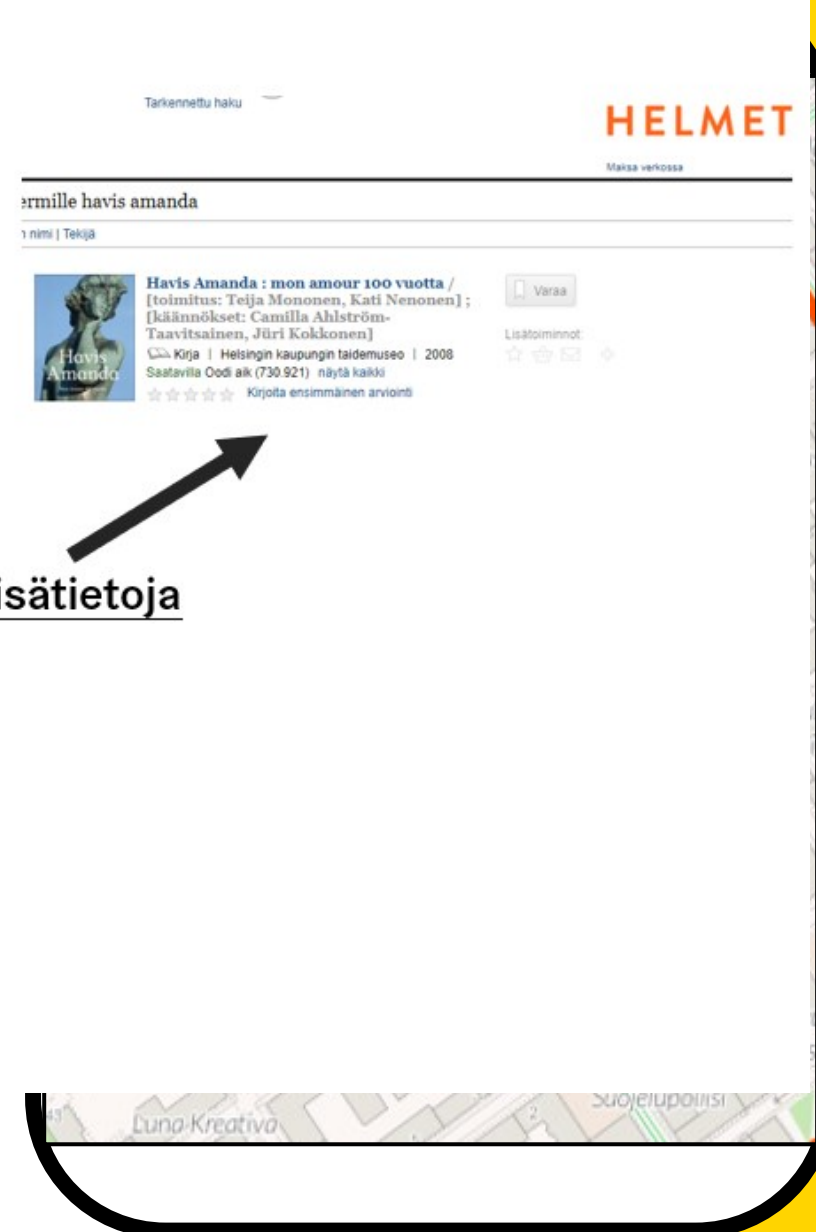 Tarkennettu haku
HELMET
Maksa verkossa
ermille havis amanda
n nimi | Tekijä
Havis Amanda : mon amour 100 vuotta /
[toimitus: Teija Mononen, Kati Nenonen] ;
[käännökset: Camilla Ahlström-
Taavitsainen, Jüri Kokkonen]
Kirja | Helsingin kaupungin taidemuseo | 2008
Saatavilla Oodi aik (730.921) näytä kaikki
Kirjoita ensimmäinen arviointi
Varaa
Lisätoiminnot:
Havis
Amanda
isätietoja
43
Luna Kreativa
2
Suojelupoliisi